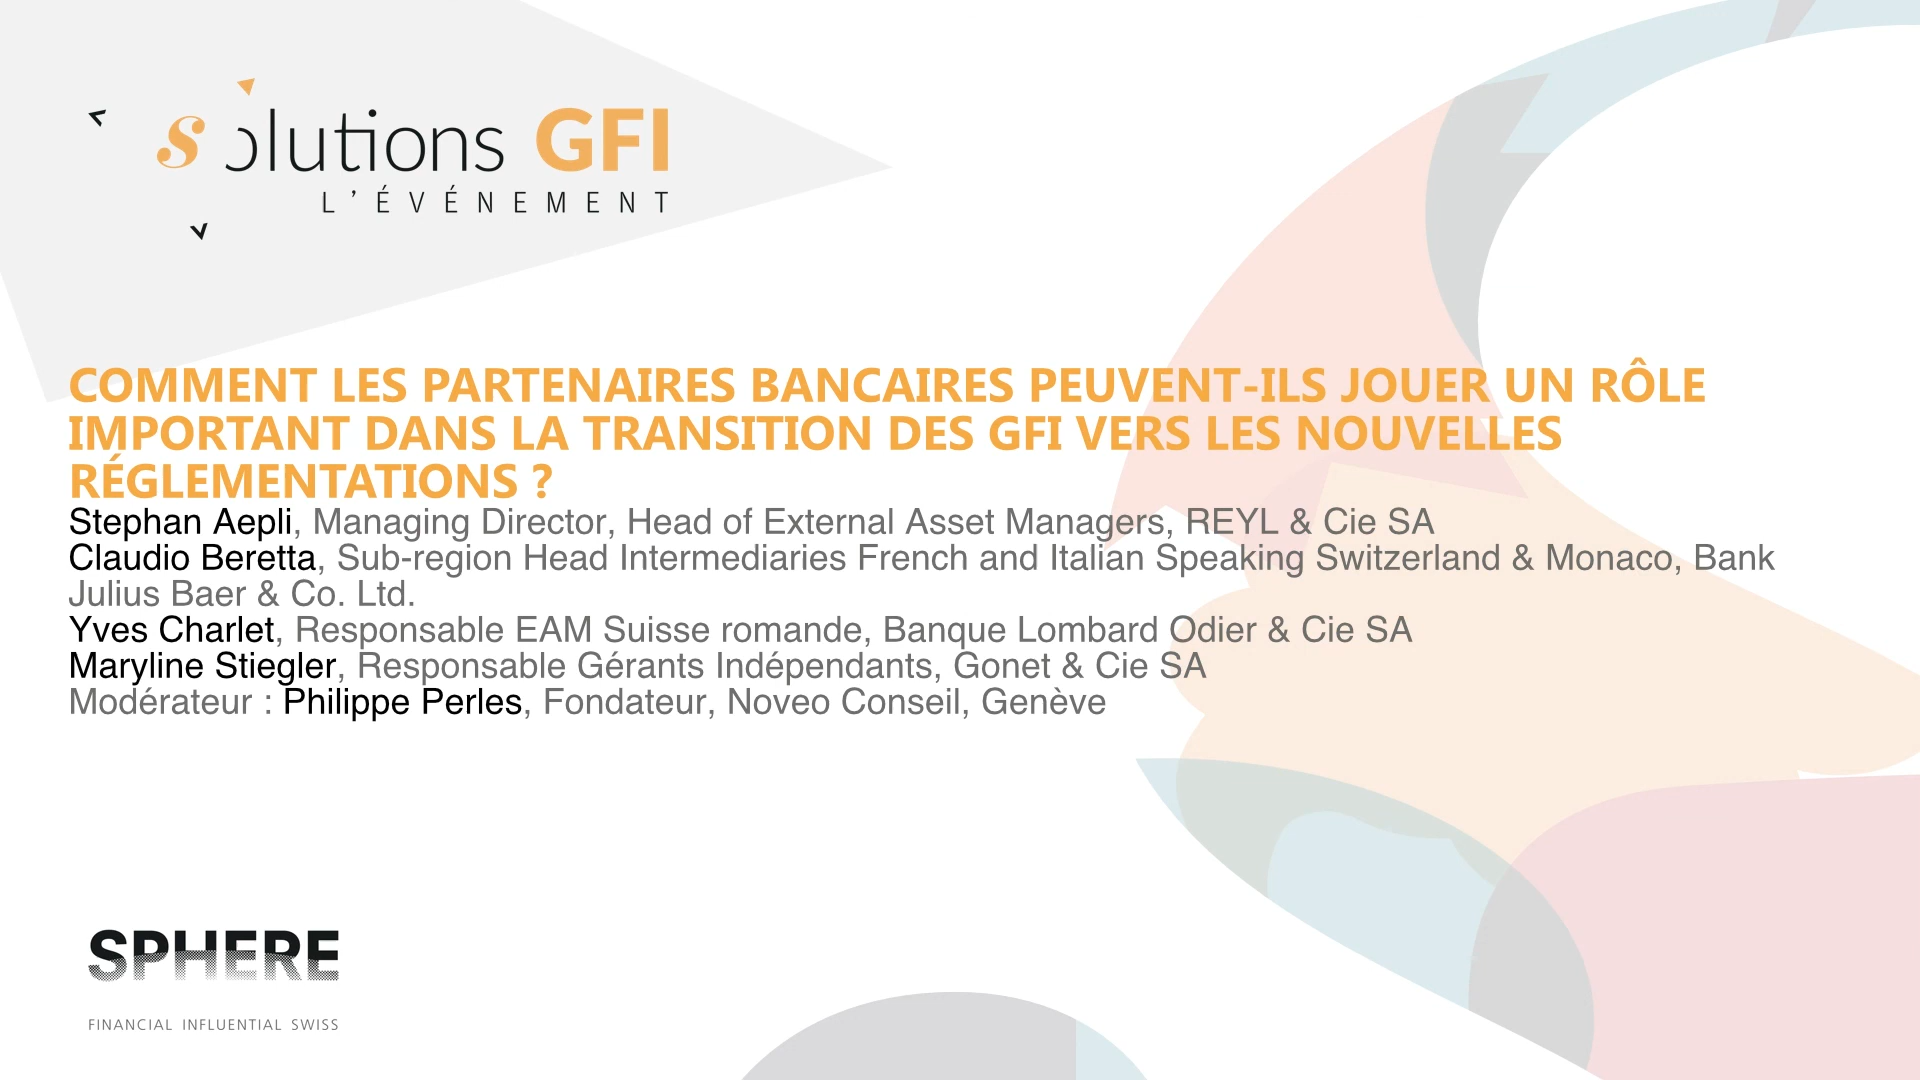 solutions GFI
L'ÉVÉNEMENT
COMMENT LES PARTENAIRES BANCAIRES PEUVENT-ILS JOUER UN RÔLE
IMPORTANT DANS LA TRANSITION DES GFI VERS LES NOUVELLES
RÉGLEMENTATIONS ?
Stephan Aepli, Managing Director, Head of External Asset Managers, REYL & Cie SA
Claudio Beretta, Sub-region Head Intermediaries French and Italian Speaking Switzerland & Monaco, Bank
Julius Baer & Co. Ltd.
Yves Charlet, Responsable EAM Suisse romande, Banque Lombard Odier & Cie SA
Maryline Stiegler, Responsable Gérants Indépendants, Gonet & Cie SA
Modérateur : Philippe Perles, Fondateur, Noveo Conseil, Genève
SPHERE
FINANCIAL INFLUENTIAL SWISS